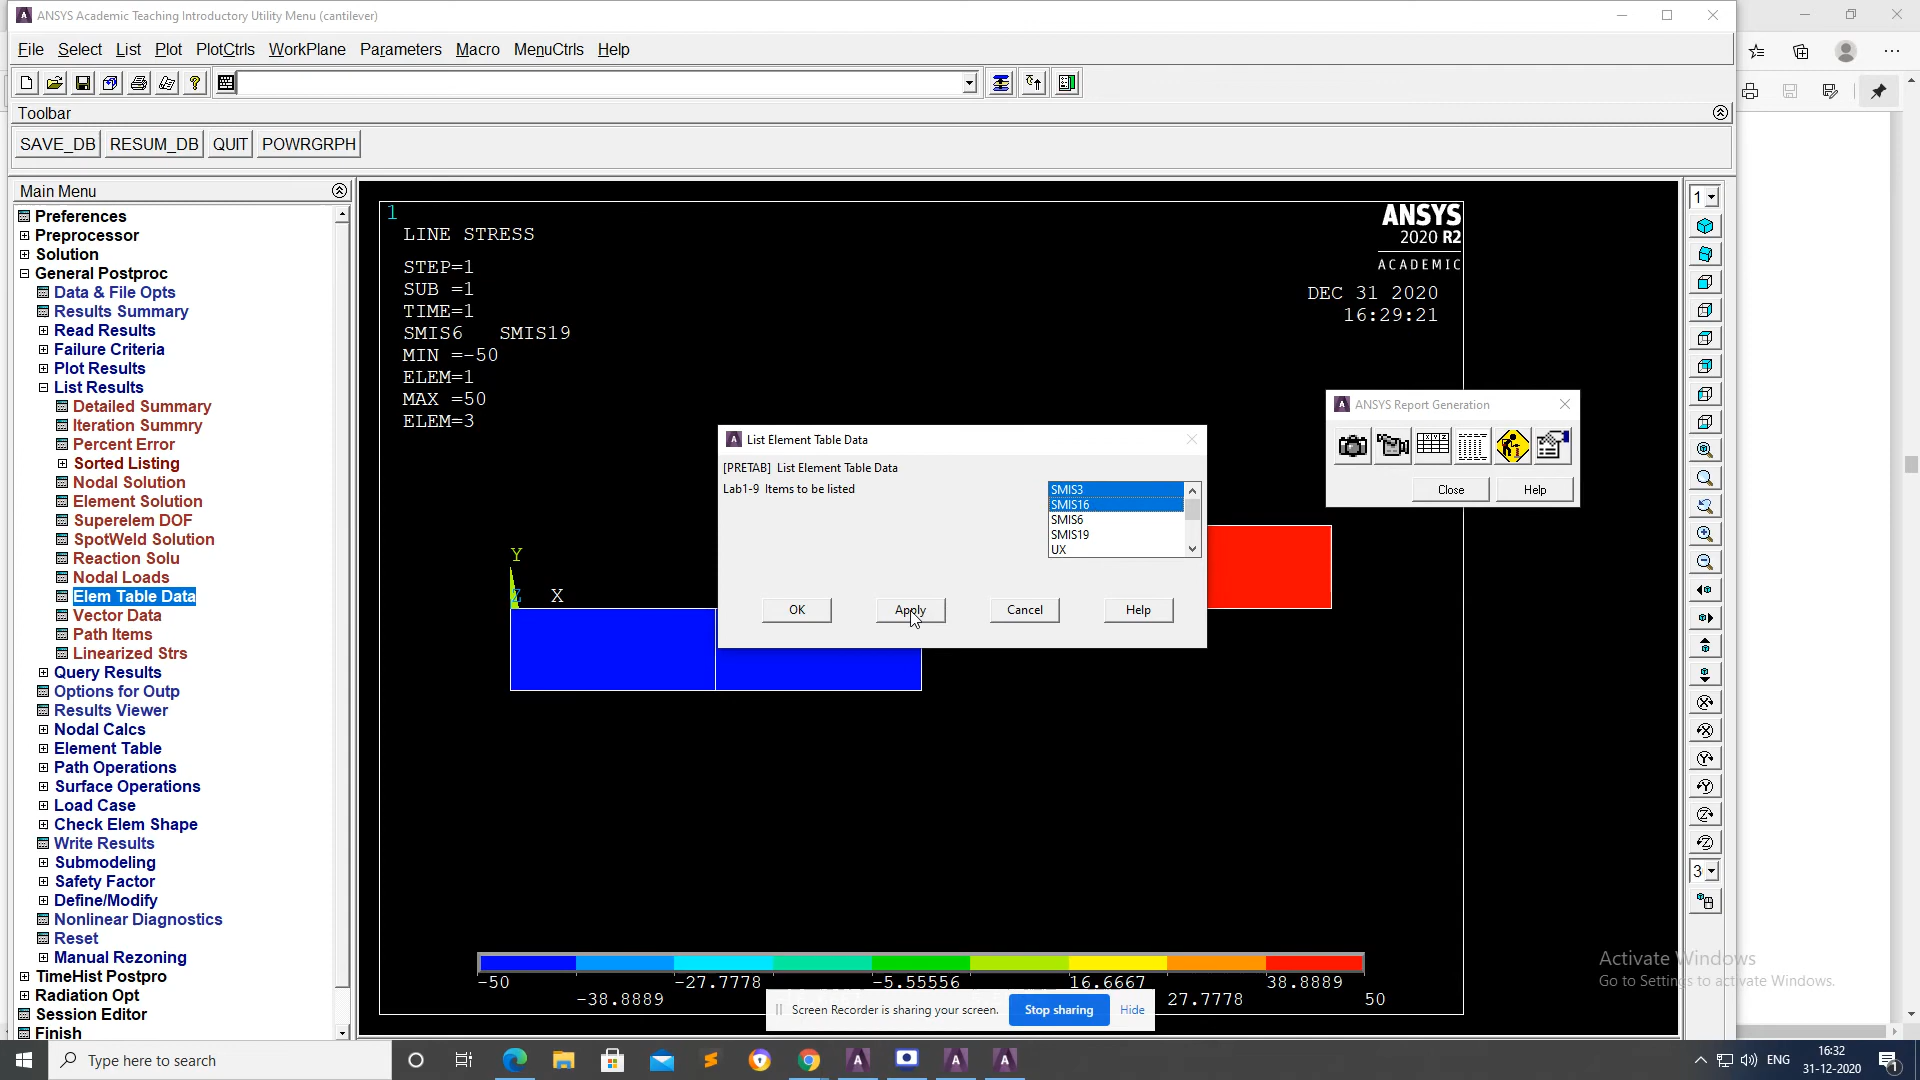 ANSYS Academic Teaching Introductory Utility Menu (cantilever)
File Select List Plot PlotCtrls WorkPlane Parameters Macro MenuCtrls Help
Toolbar
SAVE_DB RESUM_DB QUIT POWRGRPH
Main Menu
Preferences
Preprocessor
Solution
General Postproc
Data & File Opts
Results Summary
Read Results
Failure Criteria
Plot Results
List Results
Detailed Summary
Iteration Summry
Percent Error
Sorted Listing
Nodal Solution
Element Solution
Superelem DOF
SpotWeld Solution
Reaction Solu
Nodal Loads
Elem Table Data
Vector Data
Path Items
Linearized Strs
Query Results
Options for Outp
Results Viewer
Nodal Calcs
Element Table
Path Operations
Surface Operations
Load Case
Check Elem Shape
Write Results
Submodeling
Safety Factor
Define/Modify
Nonlinear Diagnostics
Reset
Manual Rezoning
TimeHist Postpro
Radiation Opt
Session Editor
Finish
1
LINE STRESS
STEP=1
SUB =1
TIME=1
SMIS6 SMIS19
MIN =-50
ELEM=1
MAX =50
ELEM=3
ANSYS
2020 R2
ACADEMIC
DEC 31 2020
16:29:21
Y
Z X
List Element Table Data
[PRETAB] List Element Table Data
Lab1-9 Items to be listed
SMIS3
SMIS16
SMIS6
SMIS19
UX
OK Apply Cancel Help
ANSYS Report Generation
Close Help
1
3
-50 -27.7778 -5.55556 16.6667 38.8889
-38.8889 27.7778 50
Screen Recorder is sharing your screen. Stop sharing Hide
Activate Windows
Go to Settings to activate Windows.
Type here to search
ENG
16:32
31-12-2020
1